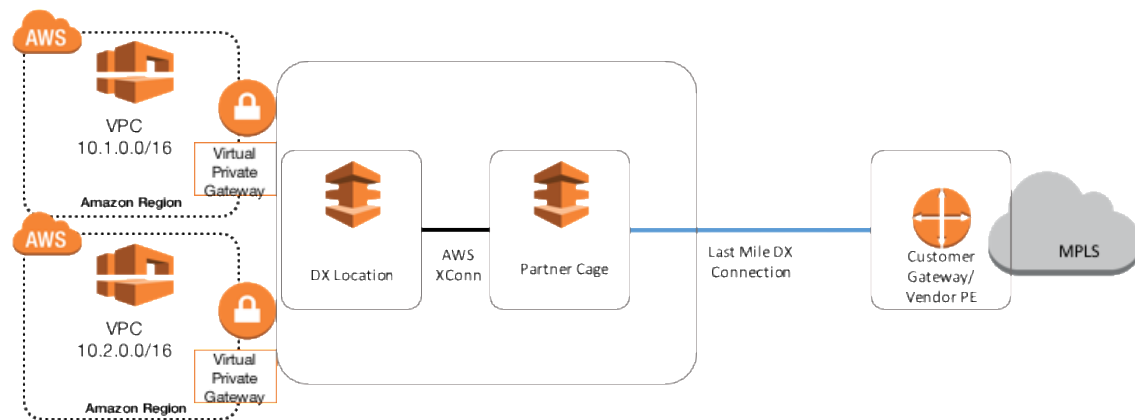 AWS
VPC
10.1.0.0/16
Virtual
Private
Gateway
Amazon Region
AWS
VPC
10.2.0.0/16
Virtual
Private
Gateway
Amazon Region
DX Location
AWS
XConn
Partner Cage
Last Mile DX
Connection
Customer
Gateway/
Vendor PE
MPLS